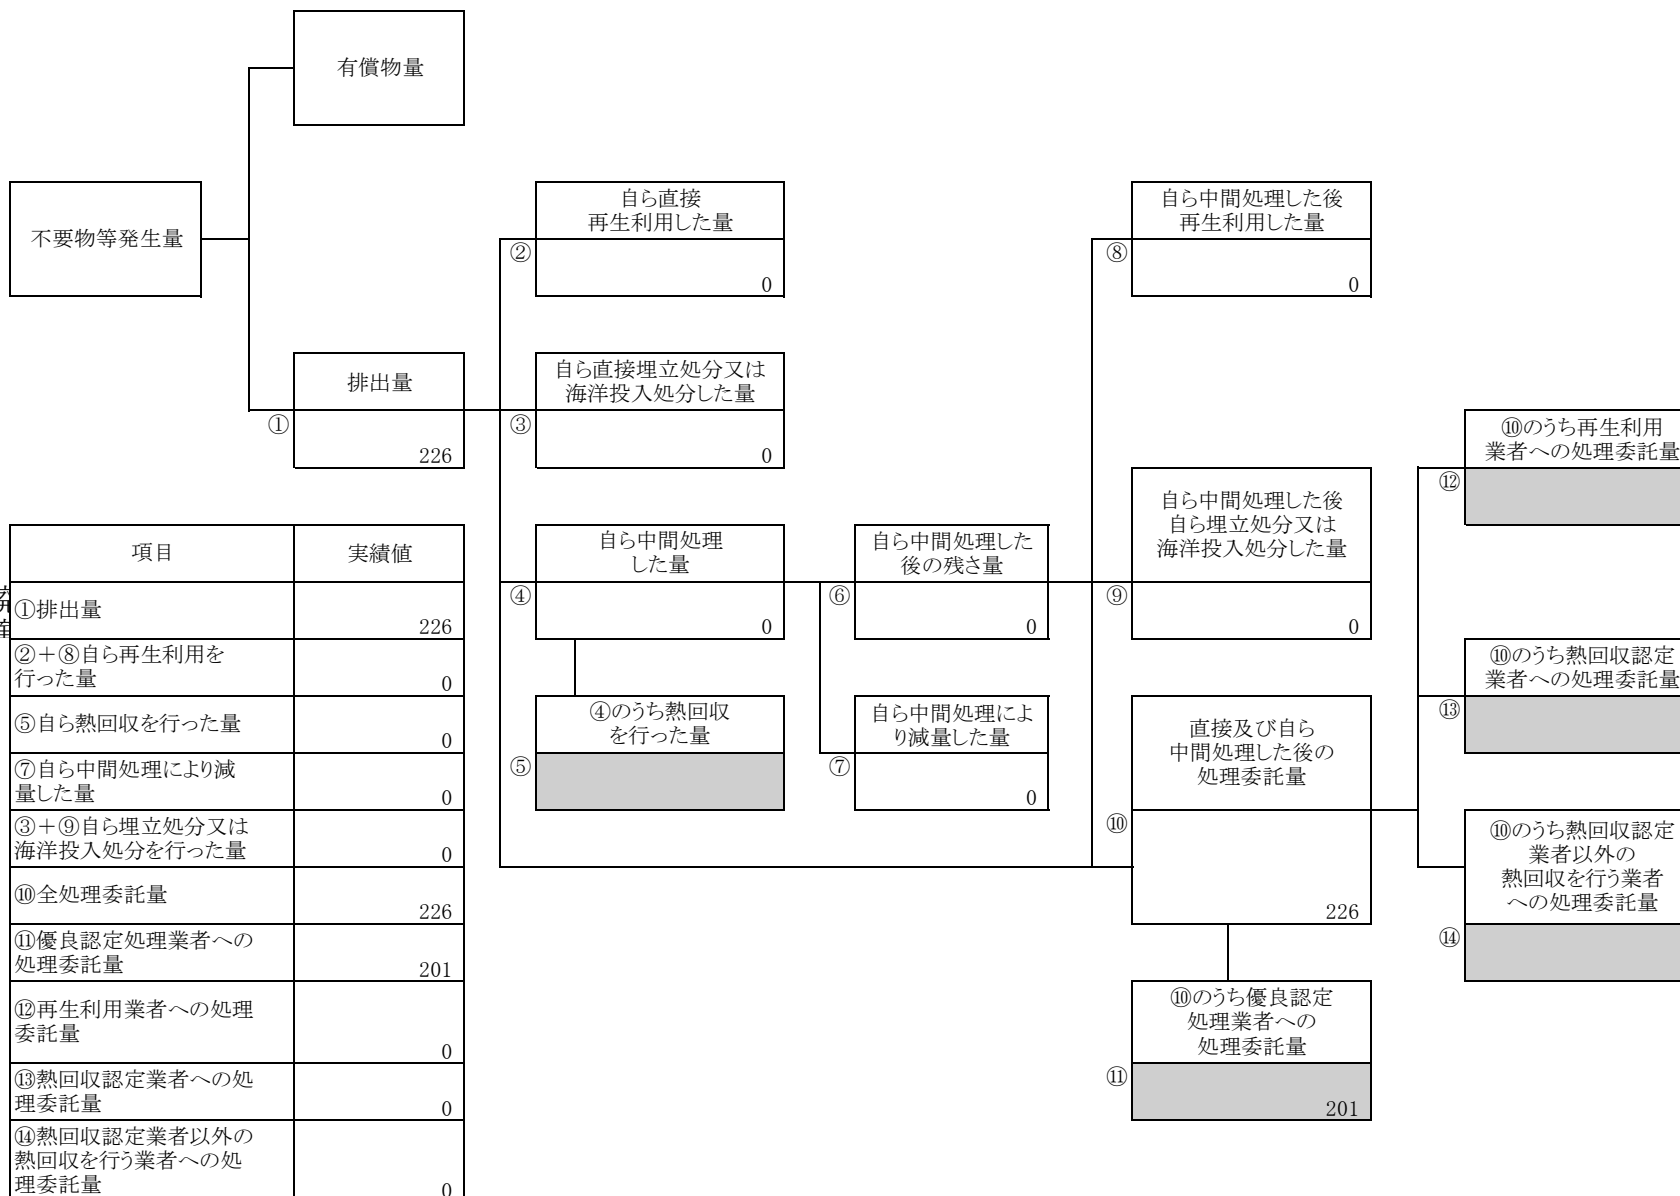 有償物量
不要物等発生量
自ら直接
再生利用した量
②
0
自ら中間処理した後
再生利用した量
⑧
0
排出量
①
226
自ら直接埋立処分又は
海洋投入処分した量
③
0
⑩のうち再生利用
業者への処理委託量
⑫
自ら中間処理
した量
④
0
自ら中間処理した
後の残さ量
⑥
0
自ら中間処理した後
自ら埋立処分又は
海洋投入処分した量
⑨
0
⑩のうち熱回収認定
業者への処理委託量
⑬
④のうち熱回収
を行った量
⑤
自ら中間処理によ
り減量した量
⑦
0
直接及び自ら
中間処理した後の
処理委託量
⑩
226
⑩のうち熱回収認定
業者以外の
熱回収を行う業者
への処理委託量
⑭
⑩のうち優良認定
処理業者への
処理委託量
⑪
201
項目 実績値
①排出量
226
②+⑧自ら再生利用を
行った量
0
⑤自ら熱回収を行った量
0
⑦自ら中間処理により減
量した量
0
③+⑨自ら埋立処分又は
海洋投入処分を行った量
0
⑩全処理委託量
226
⑪優良認定処理業者への
処理委託量
201
⑫再生利用業者への処理
委託量
0
⑬熱回収認定業者への処
理委託量
0
⑭熱回収認定業者以外の
熱回収を行う業者への処
理委託量
0